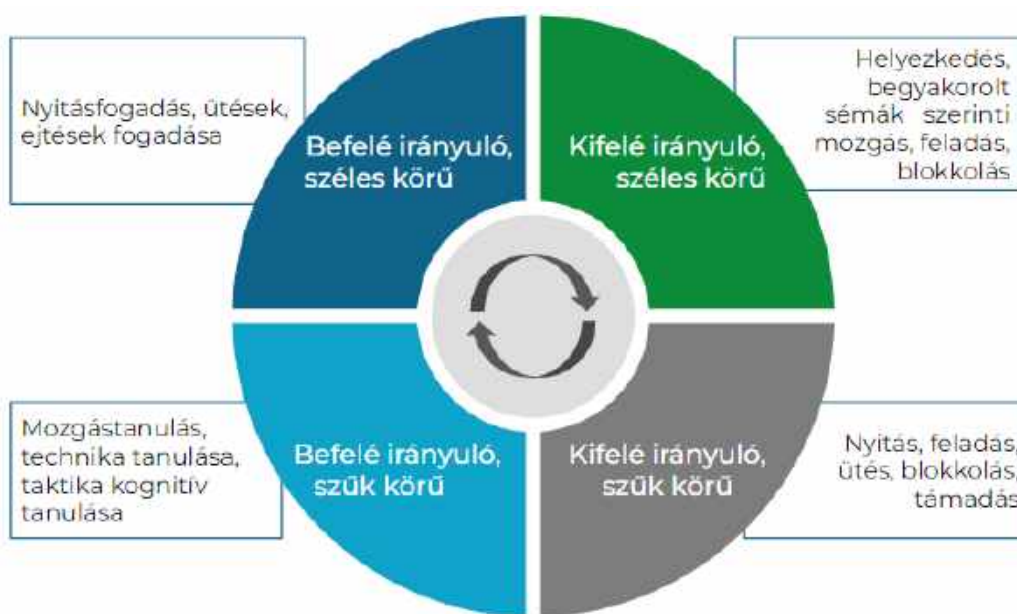 Nyitásfogadás, ütések,
ejtések fogadása
Befelé irányuló,
széles körű
Kifelé irányuló,
széles körű
Helyezkedés,
begyakorolt
sémák szerinti
mozgás, feladás,
blokkolás
Mozgástanulás,
technika tanulása,
taktika kognitív
tanulása
Befelé irányuló,
szűk körű
Kifelé irányuló,
szűk körű
Nyitás, feladás,
ütés, blokkolás,
támadás